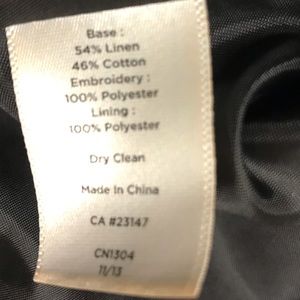 Base :
54% Linen
46% Cotton
Embroidery :
100% Polyester
Lining :
100% Polyester
Dry Clean
Made In China
CA #23147
CN1304
11/13